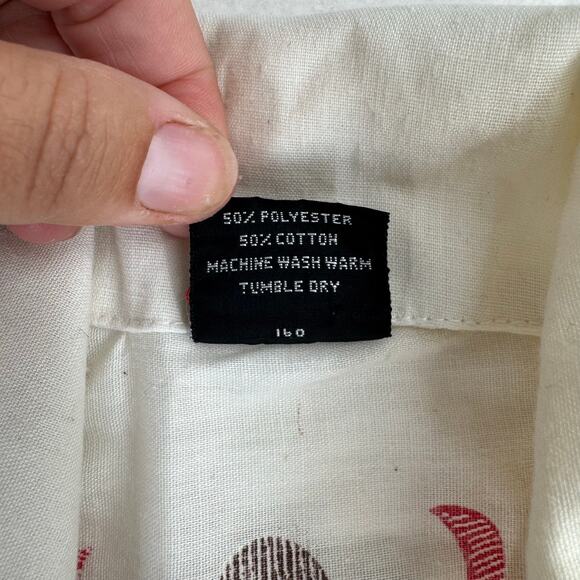 50% POLYESTER
50% COTTON
MACHINE WASH WARM
TUMBLE DRY
160